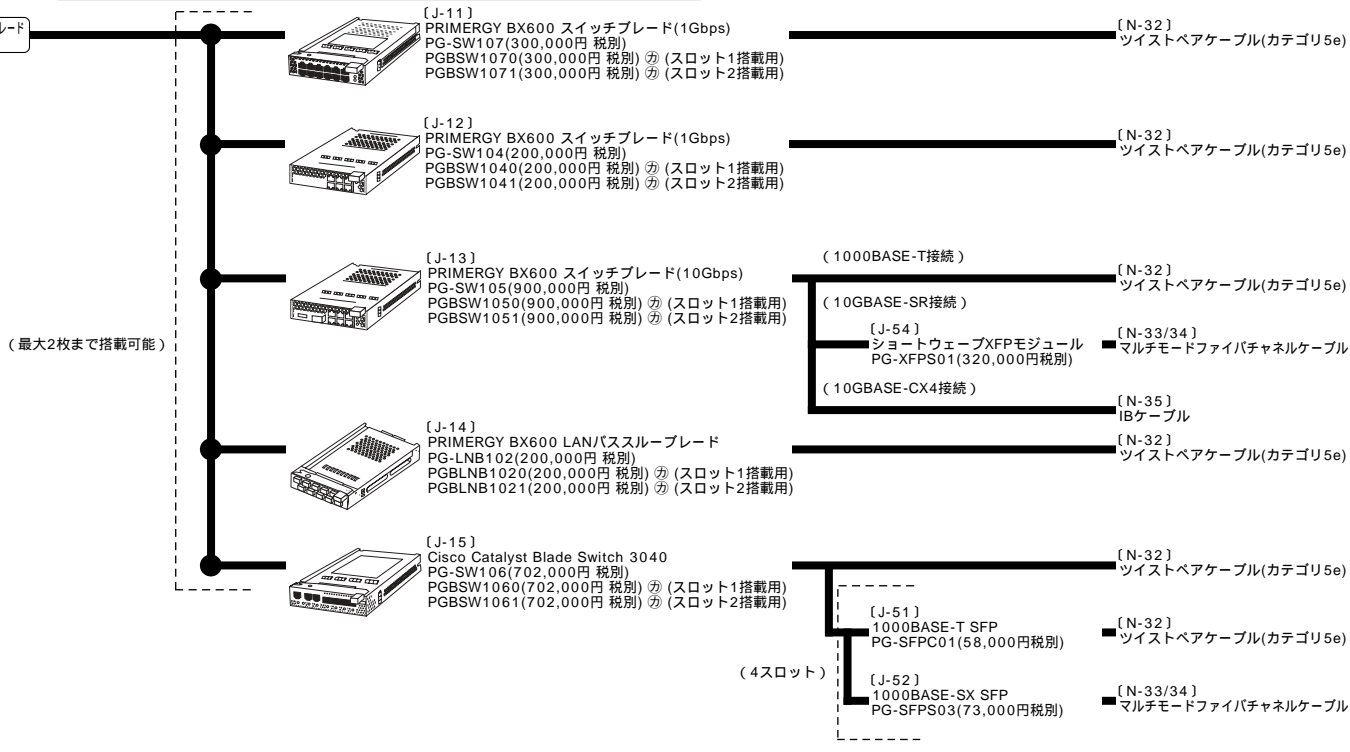 レード
〔J-11〕
PRIMERGY BX600 スイッチブレード(1Gbps)
PG-SW107(300,000円 税別)
PGBSW1070(300,000円 税別) ㋕ (スロット1搭載用)
PGBSW1071(300,000円 税別) ㋕ (スロット2搭載用)
〔N-32〕
ツイストペアケーブル(カテゴリ5e)
〔J-12〕
PRIMERGY BX600 スイッチブレード(1Gbps)
PG-SW104(200,000円 税別)
PGBSW1040(200,000円 税別) ㋕ (スロット1搭載用)
PGBSW1041(200,000円 税別) ㋕ (スロット2搭載用)
〔N-32〕
ツイストペアケーブル(カテゴリ5e)
〔J-13〕
PRIMERGY BX600 スイッチブレード(10Gbps)
PG-SW105(900,000円 税別)
PGBSW1050(900,000円 税別) ㋕ (スロット1搭載用)
PGBSW1051(900,000円 税別) ㋕ (スロット2搭載用)
(1000BASE-T接続)
〔N-32〕
ツイストペアケーブル(カテゴリ5e)
(10GBASE-SR接続)
〔J-54〕
ショートウェーブXFPモジュール
PG-XFPS01(320,000円税別)
〔N-33/34〕
マルチモードファイバチャネルケーブル
(10GBASE-CX4接続)
〔N-35〕
IBケーブル
(最大2枚まで搭載可能)
〔J-14〕
PRIMERGY BX600 LANパススルーブレード
PG-LNB102(200,000円 税別)
PGBLNB1020(200,000円 税別) ㋕ (スロット1搭載用)
PGBLNB1021(200,000円 税別) ㋕ (スロット2搭載用)
〔N-32〕
ツイストペアケーブル(カテゴリ5e)
〔J-15〕
Cisco Catalyst Blade Switch 3040
PG-SW106(702,000円 税別)
PGBSW1060(702,000円 税別) ㋕ (スロット1搭載用)
PGBSW1061(702,000円 税別) ㋕ (スロット2搭載用)
〔N-32〕
ツイストペアケーブル(カテゴリ5e)
(4スロット)
〔J-51〕
1000BASE-T SFP
PG-SFPC01(58,000円税別)
〔N-32〕
ツイストペアケーブル(カテゴリ5e)
〔J-52〕
1000BASE-SX SFP
PG-SFPS03(73,000円税別)
〔N-33/34〕
マルチモードファイバチャネルケーブル